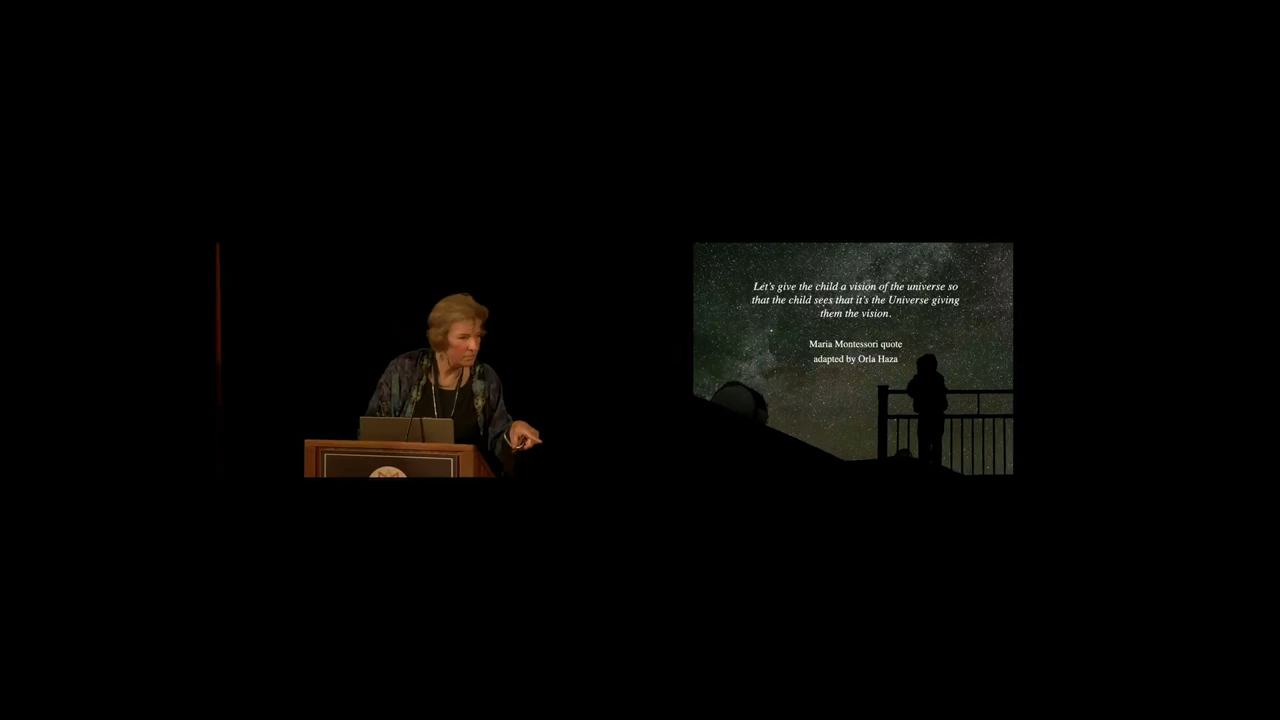 Let's give the child a vision of the universe so
that the child sees that it's the Universe giving
them the vision.
Maria Montessori quote
adapted by Orla Haza